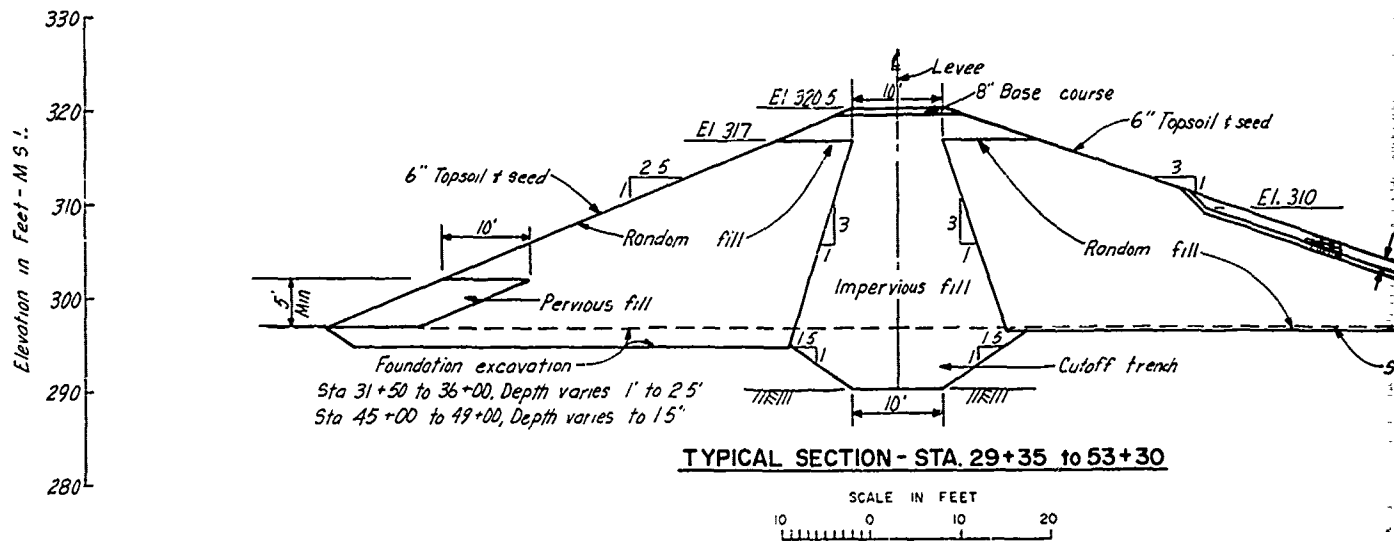 330
320
310
300
290
280
Elevation in Feet - M S L
₵ Levee
10'
8" Base course
El. 320 5
El 317
6" Topsoil & seed
6" Topsoil & seed
2 5
1
3
1
El. 310
10'
Random fill
3
1
3
1
Random fill
5'
Min
Pervious fill
Impervious fill
1 5
1
1 5
1
Foundation excavation
Cutoff trench
S
Sta 31+50 to 36+00, Depth varies 1' to 2 5'
Sta 45+00 to 49+00, Depth varies to 1 5'
10'
TYPICAL SECTION - STA. 29+35 to 53+30
SCALE IN FEET
10 0 10 20